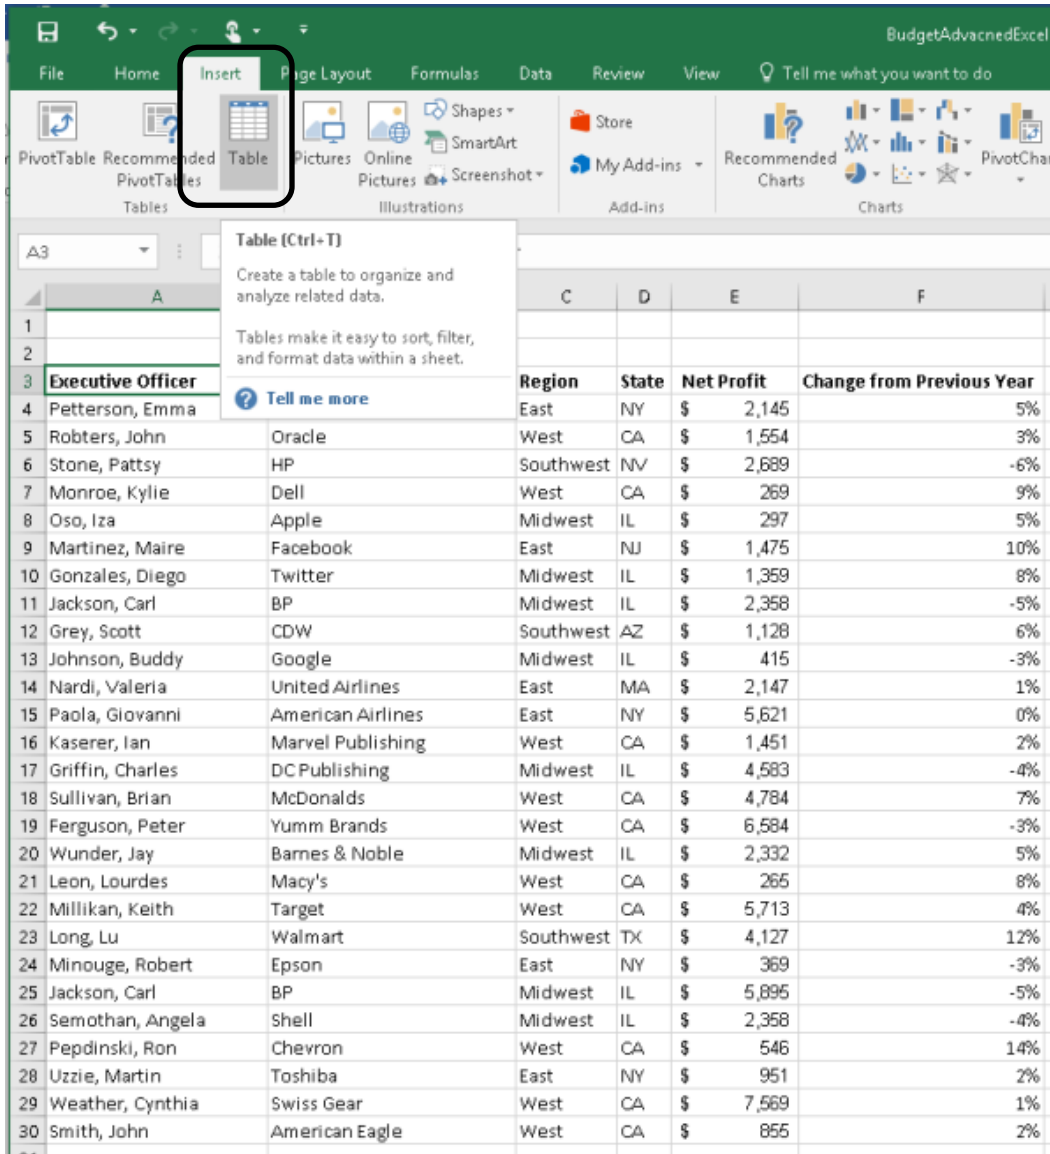 BudgetAdvacnedExcel
File Home Insert Page Layout Formulas Data Review View Tell me what you want to do
PivotTable Recommended PivotTables Table Pictures Online Pictures Shapes SmartArt Screenshot Store My Add-ins Recommended Charts PivotChar
Tables Illustrations Add-ins Charts
A3
Table (Ctrl+T)
Create a table to organize and
analyze related data.
Tables make it easy to sort, filter,
and format data within a sheet.
Tell me more
A C D E F
1
2
3 Executive Officer Region State Net Profit Change from Previous Year
4 Petterson, Emma East NY $ 2,145 5%
5 Robters, John Oracle West CA $ 1,554 3%
6 Stone, Pattsy HP Southwest NV $ 2,689 -6%
7 Monroe, Kylie Dell West CA $ 269 9%
8 Oso, Iza Apple Midwest IL $ 297 5%
9 Martinez, Maire Facebook East NJ $ 1,475 10%
10 Gonzales, Diego Twitter Midwest IL $ 1,359 8%
11 Jackson, Carl BP Midwest IL $ 2,358 -5%
12 Grey, Scott CDW Southwest AZ $ 1,128 6%
13 Johnson, Buddy Google Midwest IL $ 415 -3%
14 Nardi, Valeria United Airlines East MA $ 2,147 1%
15 Paola, Giovanni American Airlines East NY $ 5,621 0%
16 Kaserer, Ian Marvel Publishing West CA $ 1,451 2%
17 Griffin, Charles DC Publishing Midwest IL $ 4,583 -4%
18 Sullivan, Brian McDonalds West CA $ 4,784 7%
19 Ferguson, Peter Yumm Brands West CA $ 6,584 -3%
20 Wunder, Jay Barnes & Noble Midwest IL $ 2,332 5%
21 Leon, Lourdes Macy's West CA $ 265 8%
22 Millikan, Keith Target West CA $ 5,713 4%
23 Long, Lu Walmart Southwest TX $ 4,127 12%
24 Minouge, Robert Epson East NY $ 369 -3%
25 Jackson, Carl BP Midwest IL $ 5,895 -5%
26 Semothan, Angela Shell Midwest IL $ 2,358 -4%
27 Pepdinski, Ron Chevron West CA $ 546 14%
28 Uzzie, Martin Toshiba East NY $ 951 2%
29 Weather, Cynthia Swiss Gear West CA $ 7,569 1%
30 Smith, John American Eagle West CA $ 855 2%